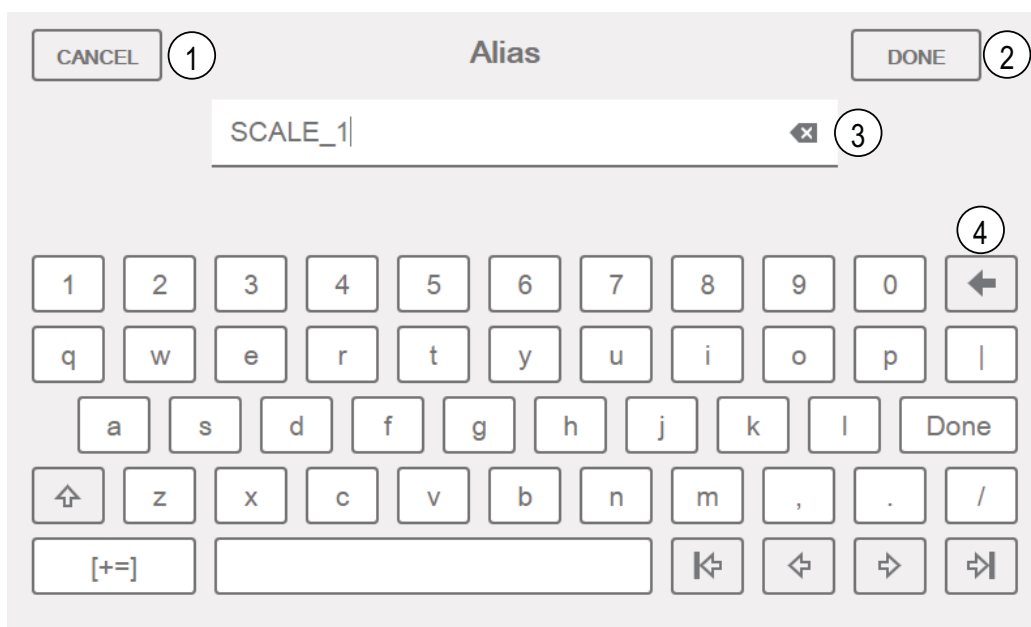 CANCEL 1 Alias DONE 2
SCALE_1 3
4
1 2 3 4 5 6 7 8 9 0
q w e r t y u i o p |
a s d f g h j k l Done
z x c v b n m , . /
[+=]